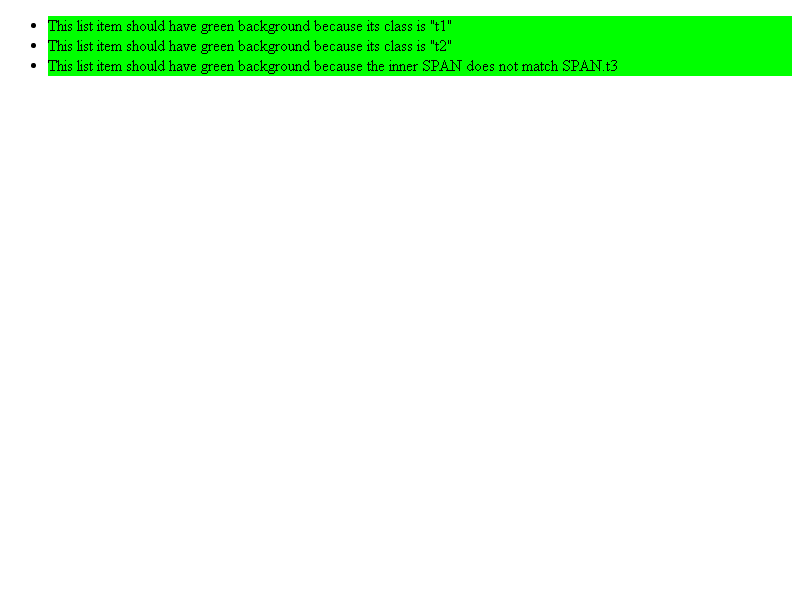 This list item should have green background because its class is "t1"
This list item should have green background because its class is "t2"
This list item should have green background because the inner SPAN does not match SPAN.t3